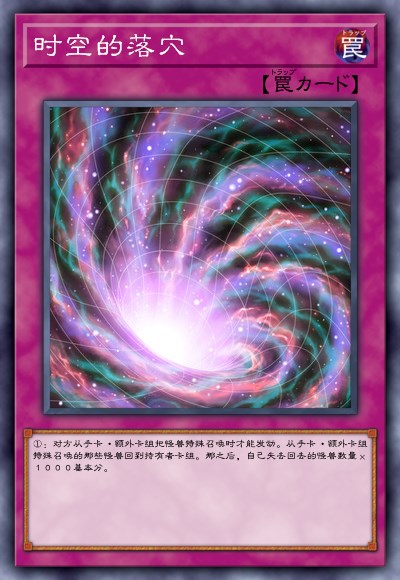 时空的落穴
トラップ
罠
トラップ
【罠カード】
①：对方从手卡·额外卡组把怪兽特殊召唤时才能发动。从手卡·额外卡组
特殊召唤的那些怪兽回到持有者卡组。那之后，自己失去回去的怪兽数量×
１０００基本分。